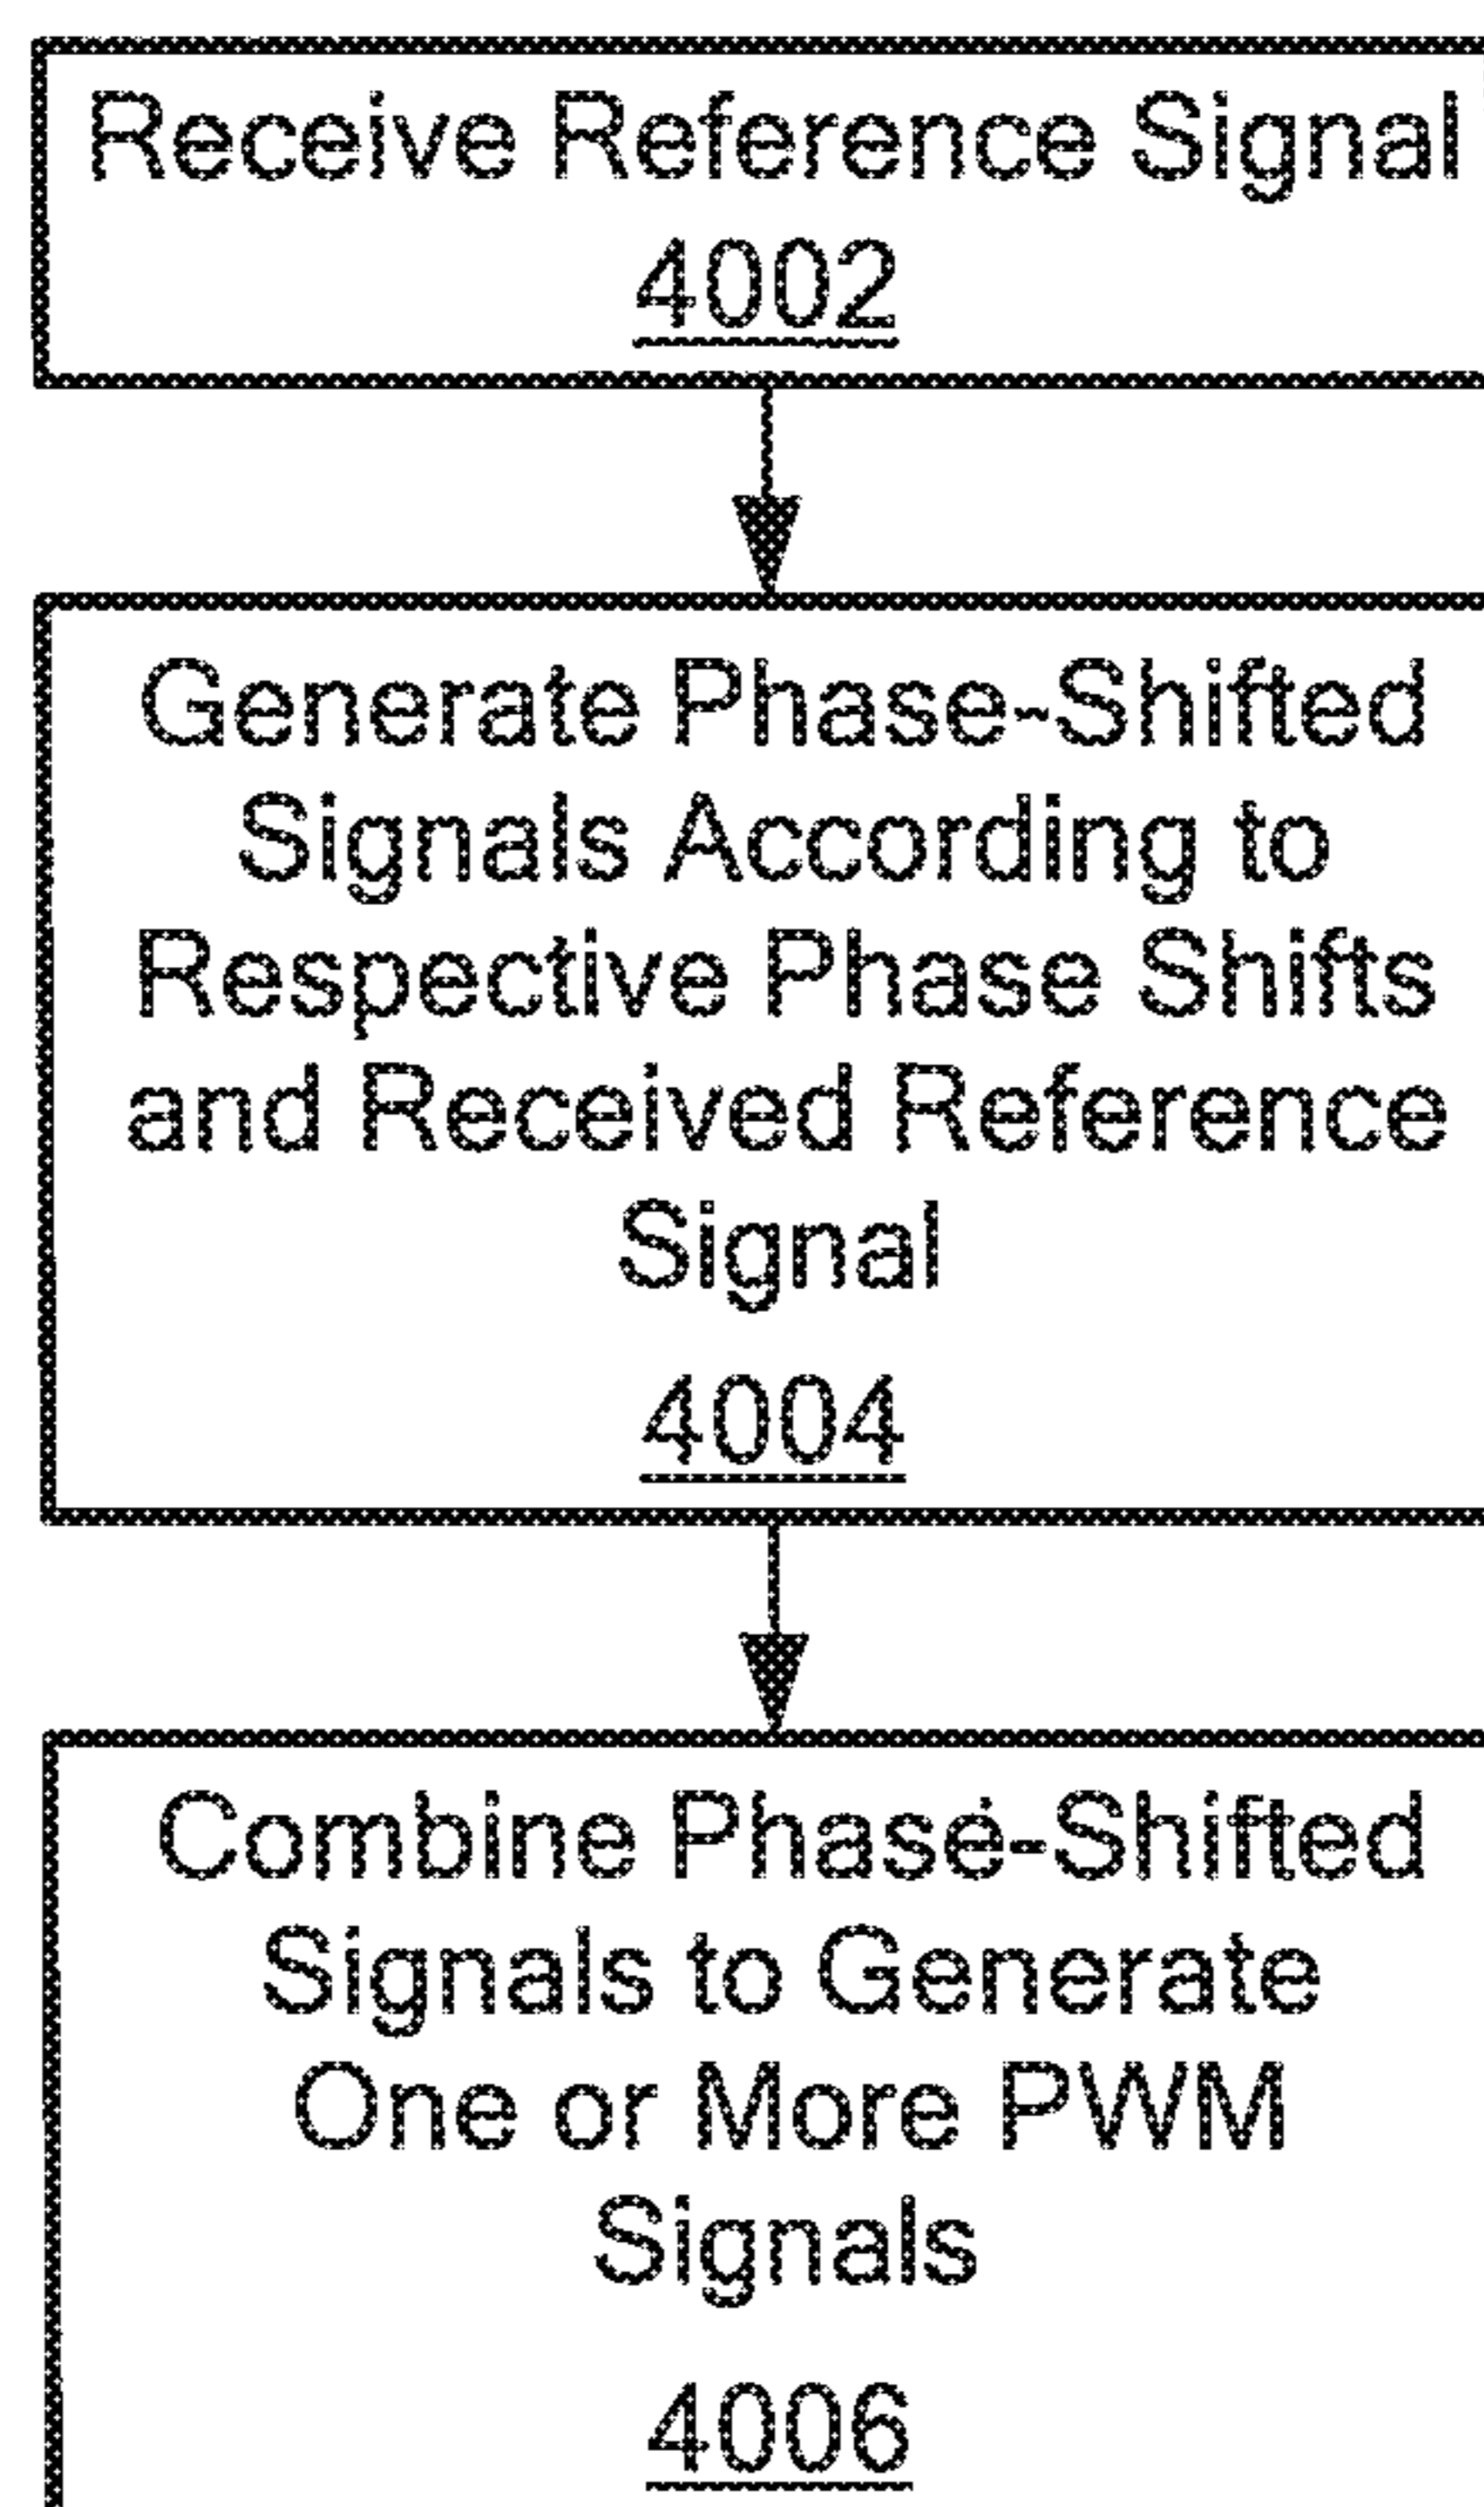 Receive Reference Signal
4002
Generate Phase-Shifted
Signals According to
Respective Phase Shifts
and Received Reference
Signal
4004
Combine Phase-Shifted
Signals to Generate
One or More PWM
Signals
4006